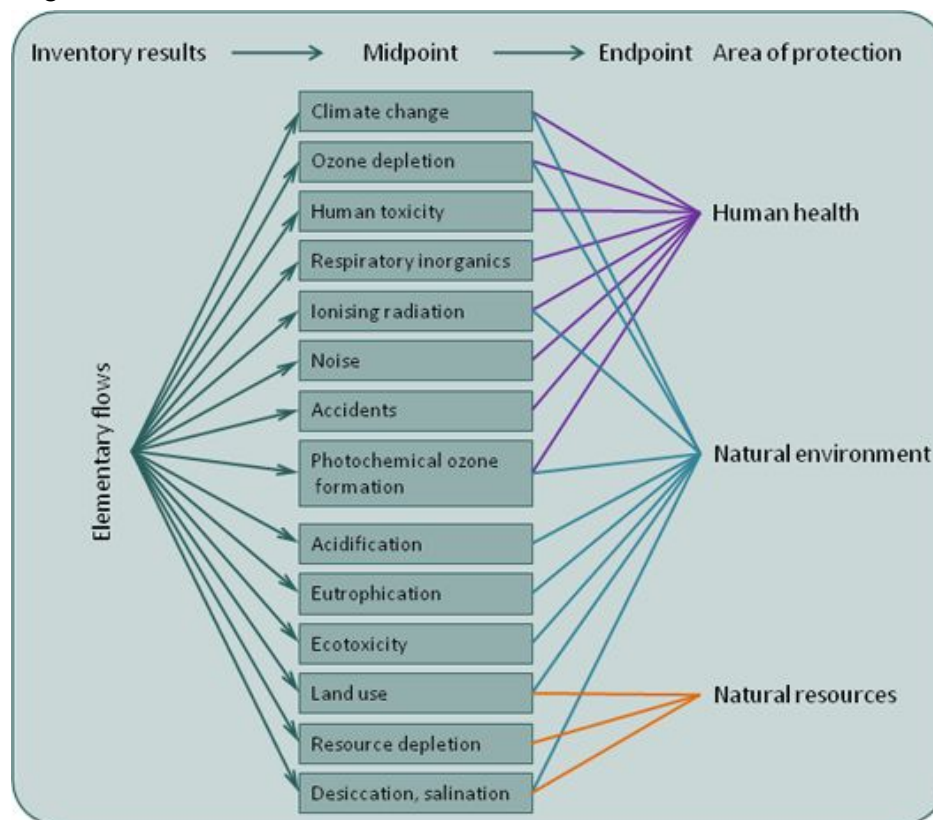 Inventory results Midpoint Endpoint Area of protection
Climate change
Ozone depletion
Human toxicity
Respiratory inorganics
Ionising radiation
Noise
Accidents
Photochemical ozone
formation
Acidification
Eutrophication
Ecotoxicity
Land use
Resource depletion
Desiccation, salination
Elementary flows
Human health
Natural environment
Natural resources